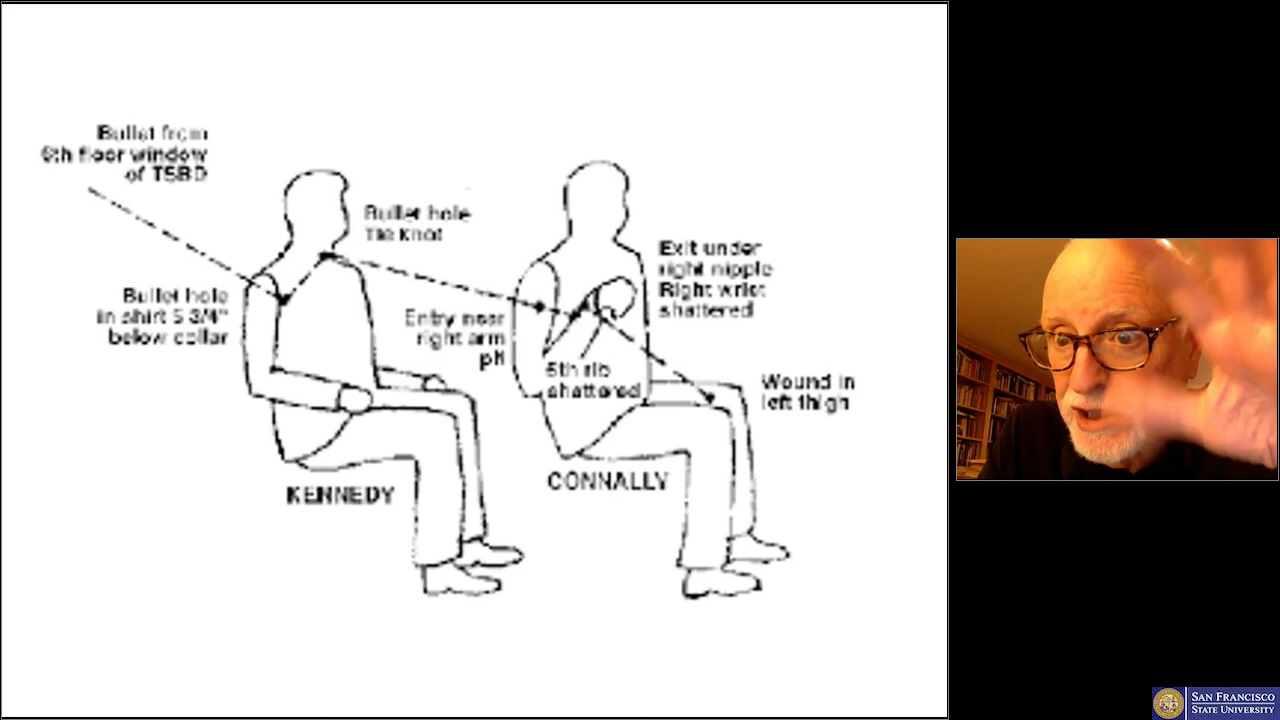 Bullet from
6th floor window
of TSBD
Bullet hole
Tie Knot
Bullet hole
in shirt 5 3/4"
below collar
Entry near
right arm
pit
5th rib
shattered
Exit under
right nipple
Right wrist
shattered
Wound in
left thigh
KENNEDY
CONNALLY
SAN FRANCISCO
STATE UNIVERSITY